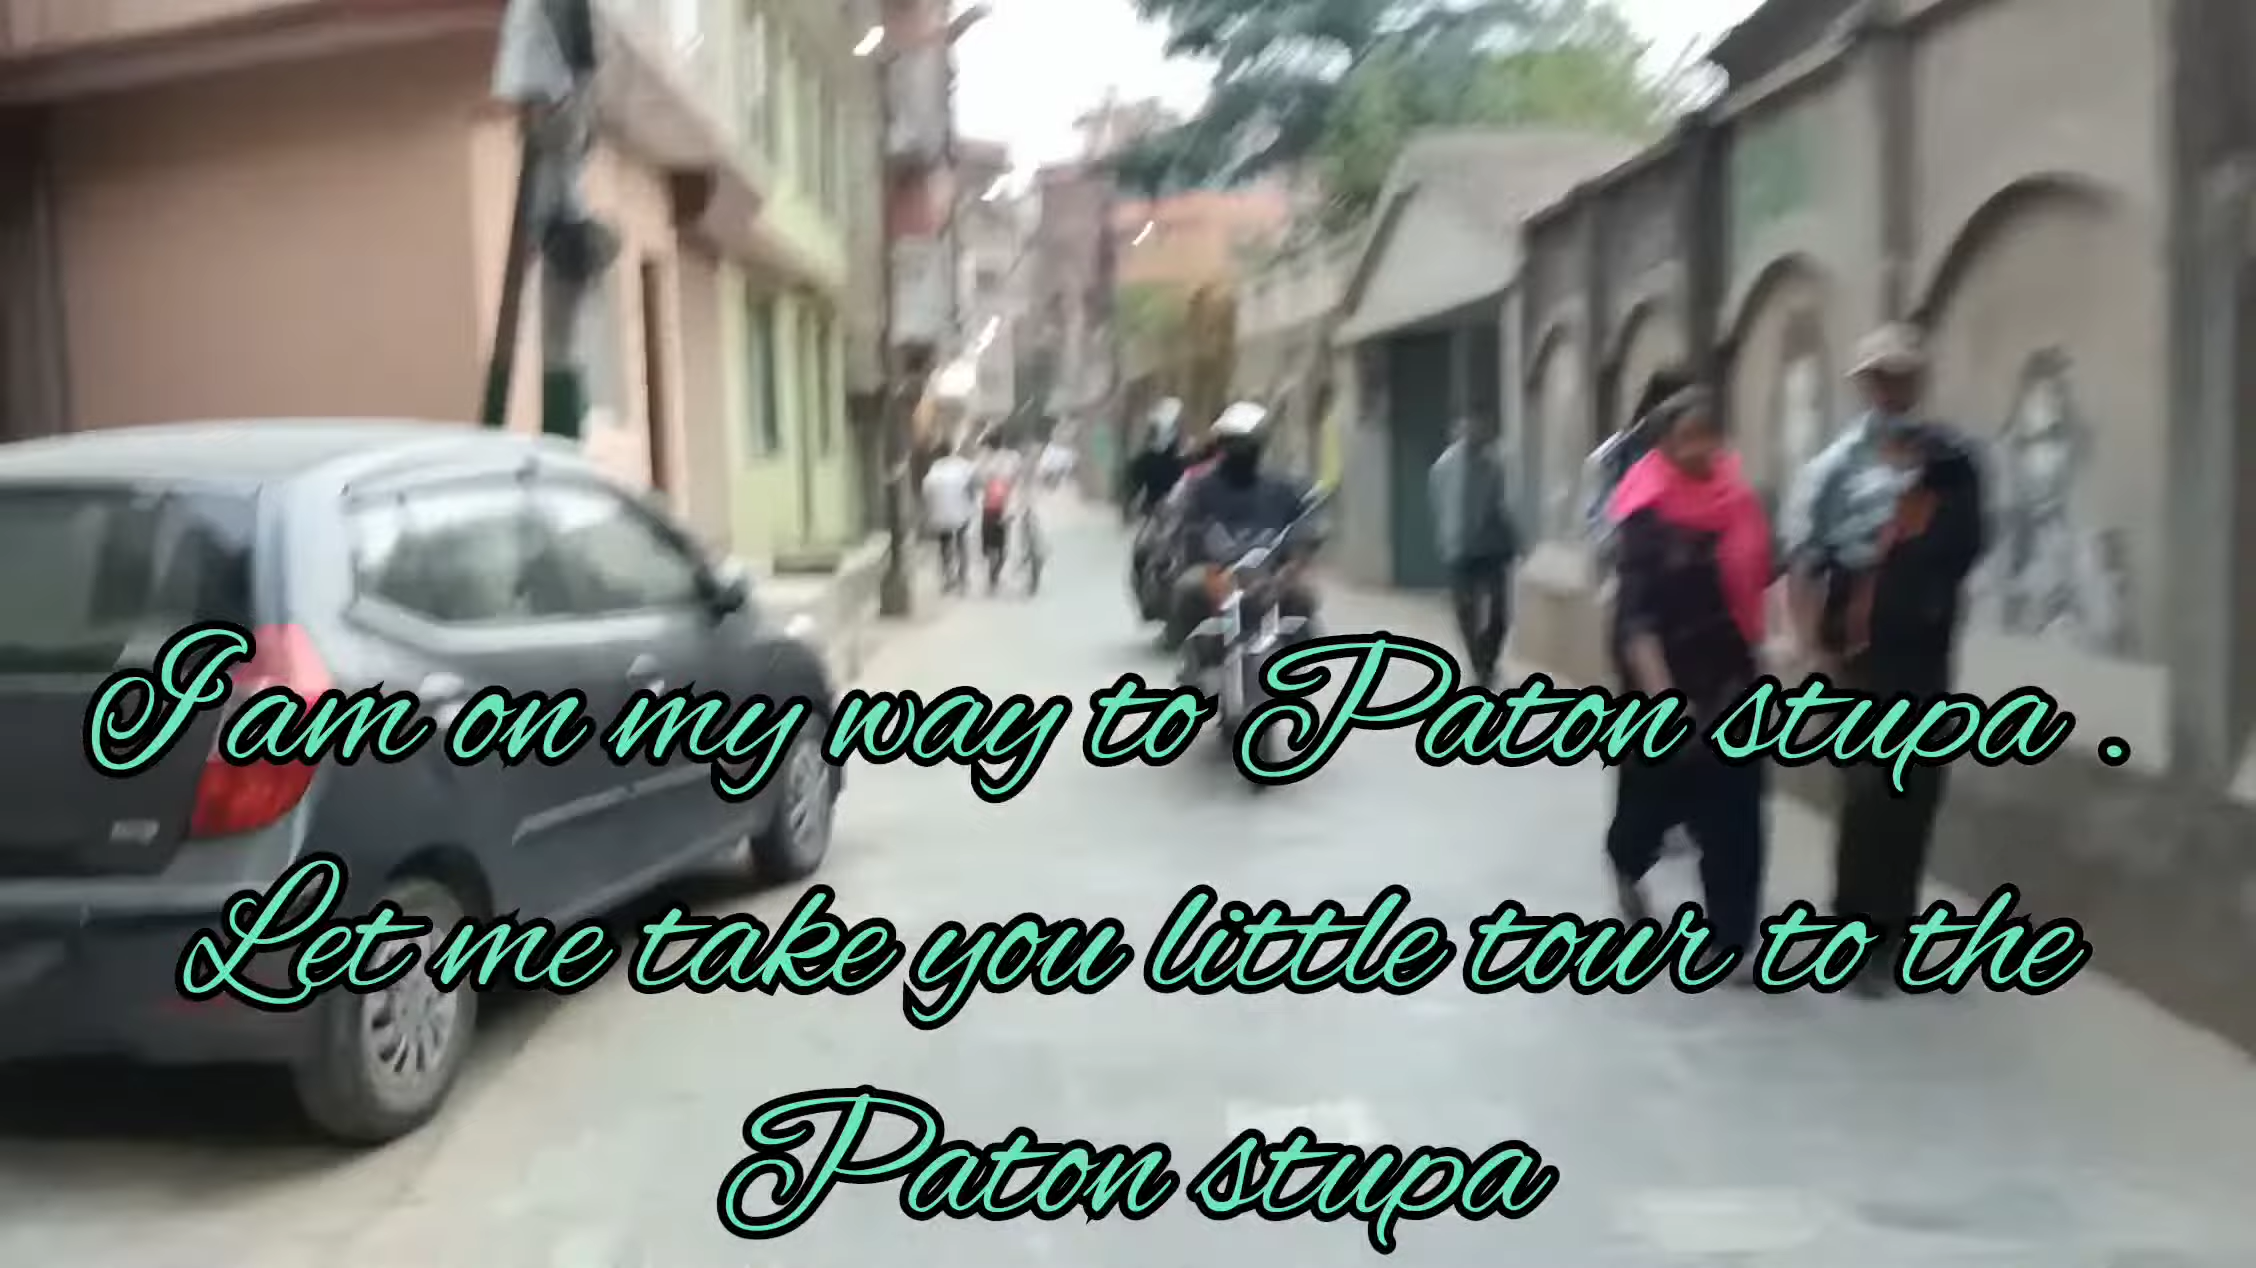 I am on my way to Paton stupa .
Let me take you little tour to the
Paton stupa